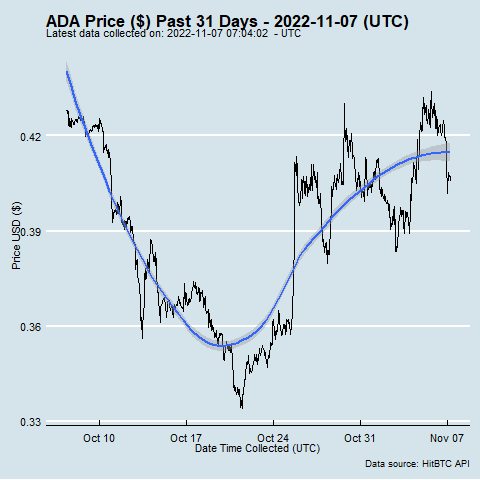 ADA Price ($) Past 31 Days - 2022-11-07 (UTC)
Latest data collected on: 2022-11-07 07:04:02 - UTC
Price USD ($)
0.42
0.39
0.36
0.33
Oct 10 Oct 17 Oct 24 Oct 31 Nov 07
Date Time Collected (UTC)
Data source: HitBTC API